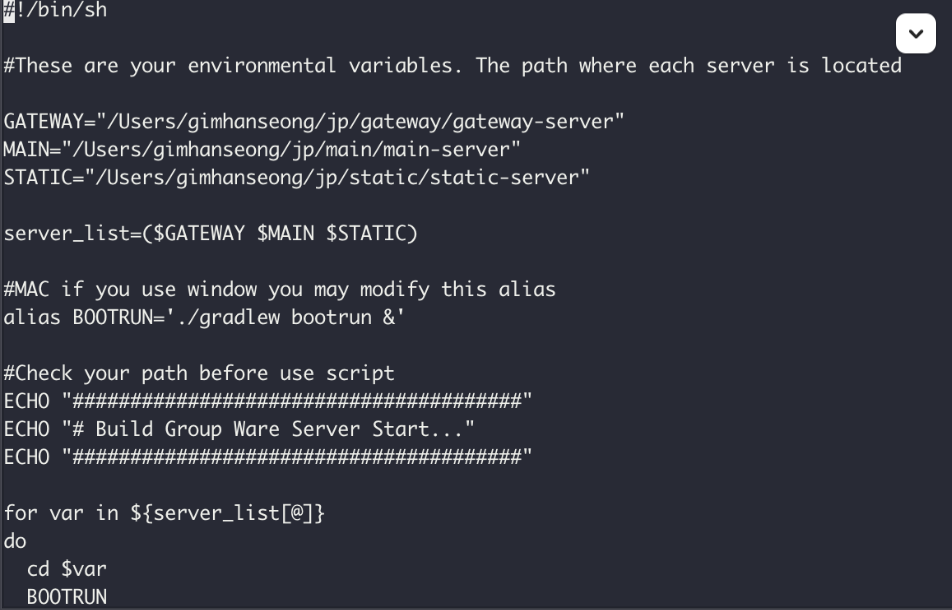 #!/bin/sh
#These are your environmental variables. The path where each server is located
GATEWAY="/Users/gimhanseong/jp/gateway/gateway-server"
MAIN="/Users/gimhanseong/jp/main/main-server"
STATIC="/Users/gimhanseong/jp/static/static-server"
server_list=($GATEWAY $MAIN $STATIC)
#MAC if you use window you may modify this alias
alias BOOTRUN='./gradlew bootrun &'
#Check your path before use script
ECHO "#######################################"
ECHO "# Build Group Ware Server Start..."
ECHO "#######################################"
for var in ${server_list[@]}
do
  cd $var
  BOOTRUN